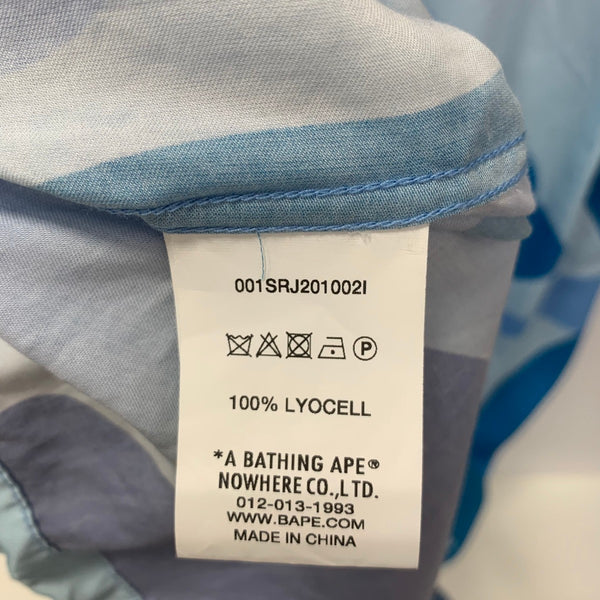 001SRJ201002I
P
100% LYOCELL
*A BATHING APE®
NOWHERE CO.,LTD.
012-013-1993
WWW.BAPE.COM
MADE IN CHINA